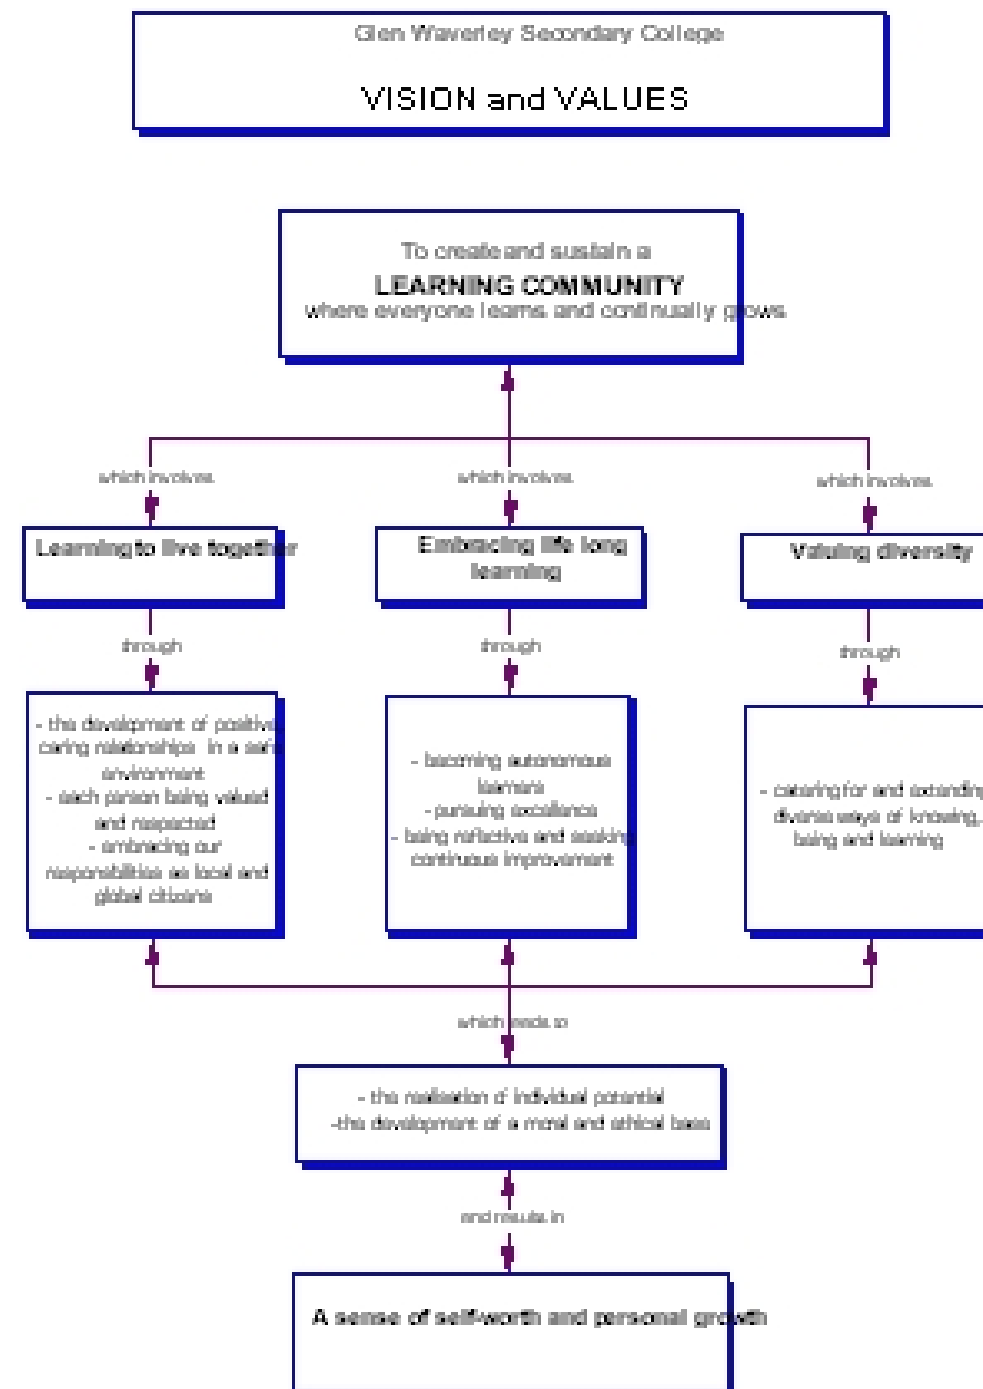 Glen Waverley Secondary College
VISION and VALUES
To create and sustain a
LEARNING COMMUNITY
where everyone learns and continually grows
which involves
which involves
which involves
Learning to live together
Embracing life long
learning
Valuing diversity
through
through
through
- the development of positive,
caring relationships in a safe
environment
- each person being valued
and respected
- embracing our
responsibilities as local and
global citizens
- becoming autonomous
learners
- pursuing excellence
- being reflective and seeking
continuous improvement
- catering for and extending
diverse ways of knowing,
being and learning
which leads to
- the realisation of individual potential
-the development of a moral and ethical base
and results in
A sense of self-worth and personal growth